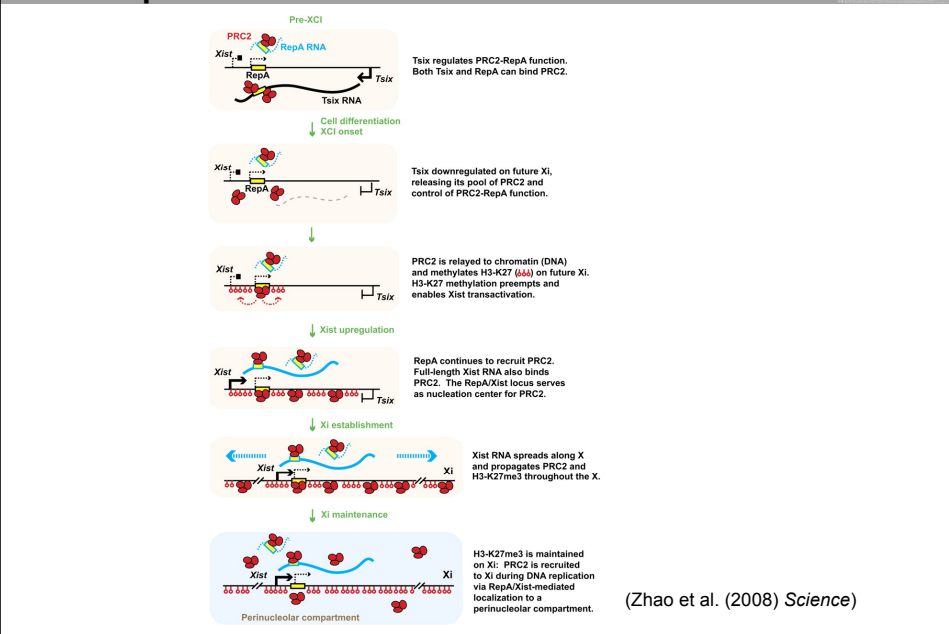 Pre-XCI
PRC2
RepA RNA
Xist
RepA
Tsix
Tsix RNA
Tsix regulates PRC2-RepA function.
Both Tsix and RepA can bind PRC2.
Cell differentiation
XCI onset
Xist
RepA
Tsix
Tsix downregulated on future Xi,
releasing its pool of PRC2 and
control of PRC2-RepA function.
Xist
Tsix
PRC2 is relayed to chromatin (DNA)
and methylates H3-K27 ( ) on future Xi.
H3-K27 methylation preempts and
enables Xist transactivation.
Xist upregulation
Xist
Tsix
RepA continues to recruit PRC2.
Full-length Xist RNA also binds
PRC2. The RepA/Xist locus serves
as nucleation center for PRC2.
Xi establishment
Xist
Xi
Xist RNA spreads along X
and propagates PRC2 and
H3-K27me3 throughout the X.
Xi maintenance
Xist
Xi
Perinucleolar compartment
H3-K27me3 is maintained
on Xi: PRC2 is recruited
to Xi during DNA replication
via RepA/Xist-mediated
localization to a
perinucleolar compartment.
(Zhao et al. (2008) Science)